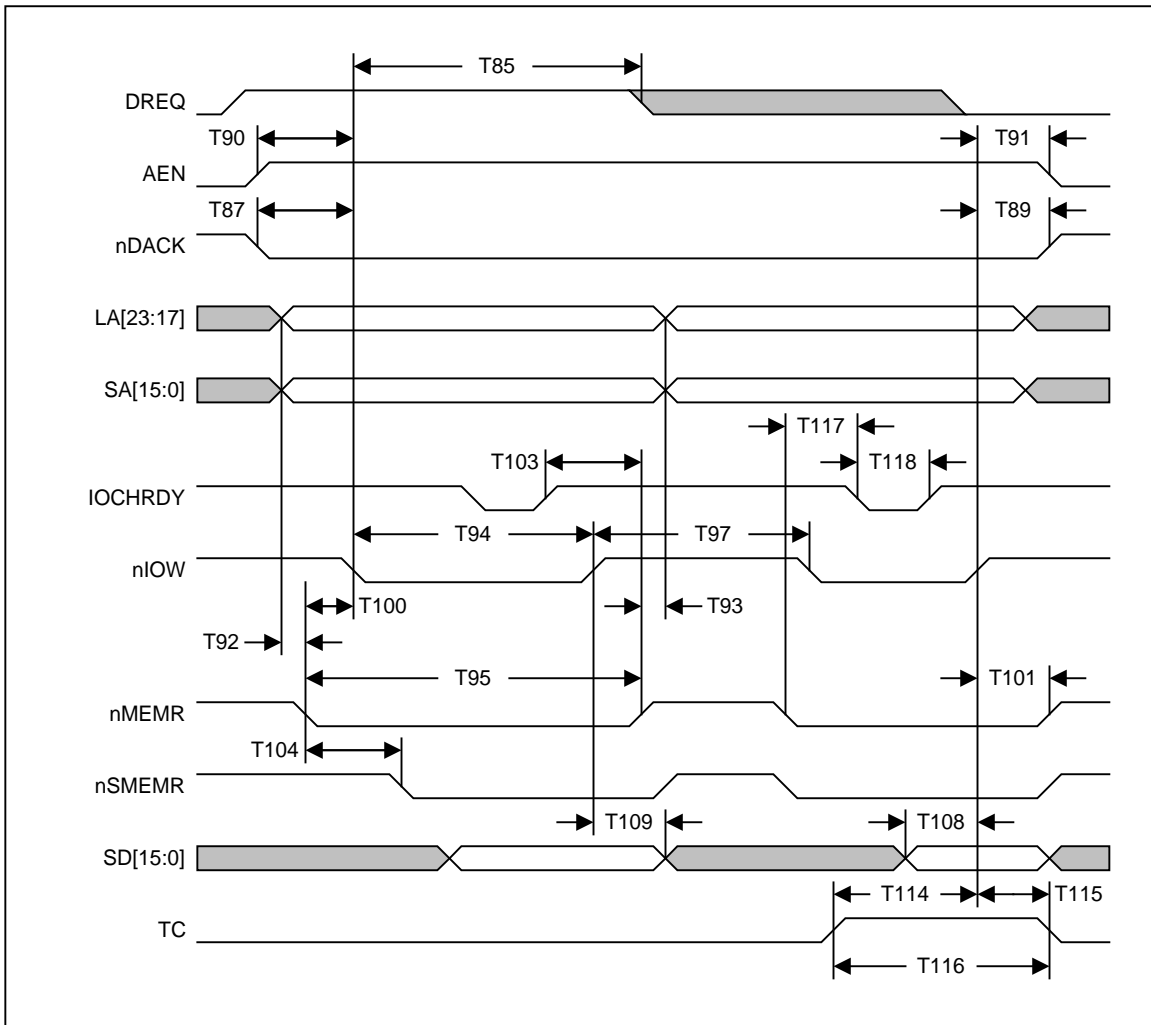 T85
DREQ
T90
T91
AEN
T87
T89
nDACK
LA[23:17]
SA[15:0]
T117
T103
T118
IOCHRDY
T94
T97
nIOW
T100
T93
T92
T95
T101
nMEMR
T104
nSMEMR
T109
T108
SD[15:0]
T114
T115
TC
T116